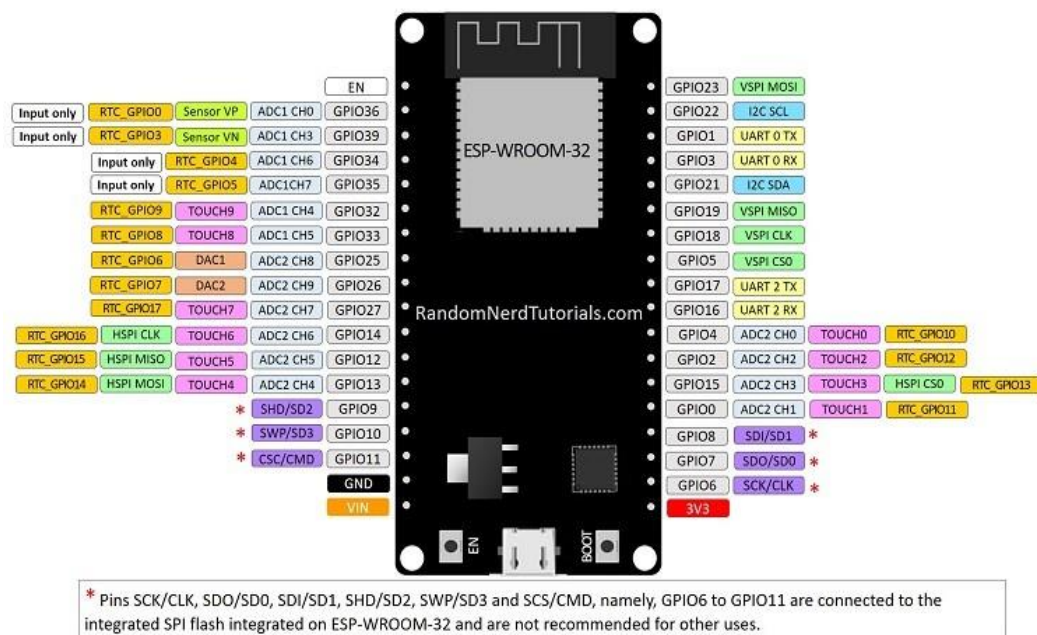 EN
Input only RTC_GPIO0 Sensor VP ADC1 CH0 GPIO36
Input only RTC_GPIO3 Sensor VN ADC1 CH3 GPIO39
Input only RTC_GPIO4 ADC1 CH6 GPIO34
Input only RTC_GPIO5 ADC1CH7 GPIO35
RTC_GPIO9 TOUCH9 ADC1 CH4 GPIO32
RTC_GPIO8 TOUCH8 ADC1 CH5 GPIO33
RTC_GPIO6 DAC1 ADC2 CH8 GPIO25
RTC_GPIO7 DAC2 ADC2 CH9 GPIO26
RTC_GPIO17 TOUCH7 ADC2 CH7 GPIO27
RTC_GPIO16 HSPI CLK TOUCH6 ADC2 CH6 GPIO14
RTC_GPIO15 HSPI MISO TOUCH5 ADC2 CH5 GPIO12
RTC_GPIO14 HSPI MOSI TOUCH4 ADC2 CH4 GPIO13
* SHD/SD2 GPIO9
* SWP/SD3 GPIO10
* CSC/CMD GPIO11
GND
VIN
ESP-WROOM-32
RandomNerdTutorials.com
EN
BOOT
GPIO23 VSPI MOSI
GPIO22 I2C SCL
GPIO1 UART 0 TX
GPIO3 UART 0 RX
GPIO21 I2C SDA
GPIO19 VSPI MISO
GPIO18 VSPI CLK
GPIO5 VSPI CS0
GPIO17 UART 2 TX
GPIO16 UART 2 RX
GPIO4 ADC2 CH0 TOUCH0 RTC_GPIO10
GPIO2 ADC2 CH2 TOUCH2 RTC_GPIO12
GPIO15 ADC2 CH3 TOUCH3 HSPI CS0 RTC_GPIO13
GPIO0 ADC2 CH1 TOUCH1 RTC_GPIO11
GPIO8 SDI/SD1 *
GPIO7 SDO/SD0 *
GPIO6 SCK/CLK *
3V3
* Pins SCK/CLK, SDO/SD0, SDI/SD1, SHD/SD2, SWP/SD3 and SCS/CMD, namely, GPIO6 to GPIO11 are connected to the
integrated SPI flash integrated on ESP-WROOM-32 and are not recommended for other uses.